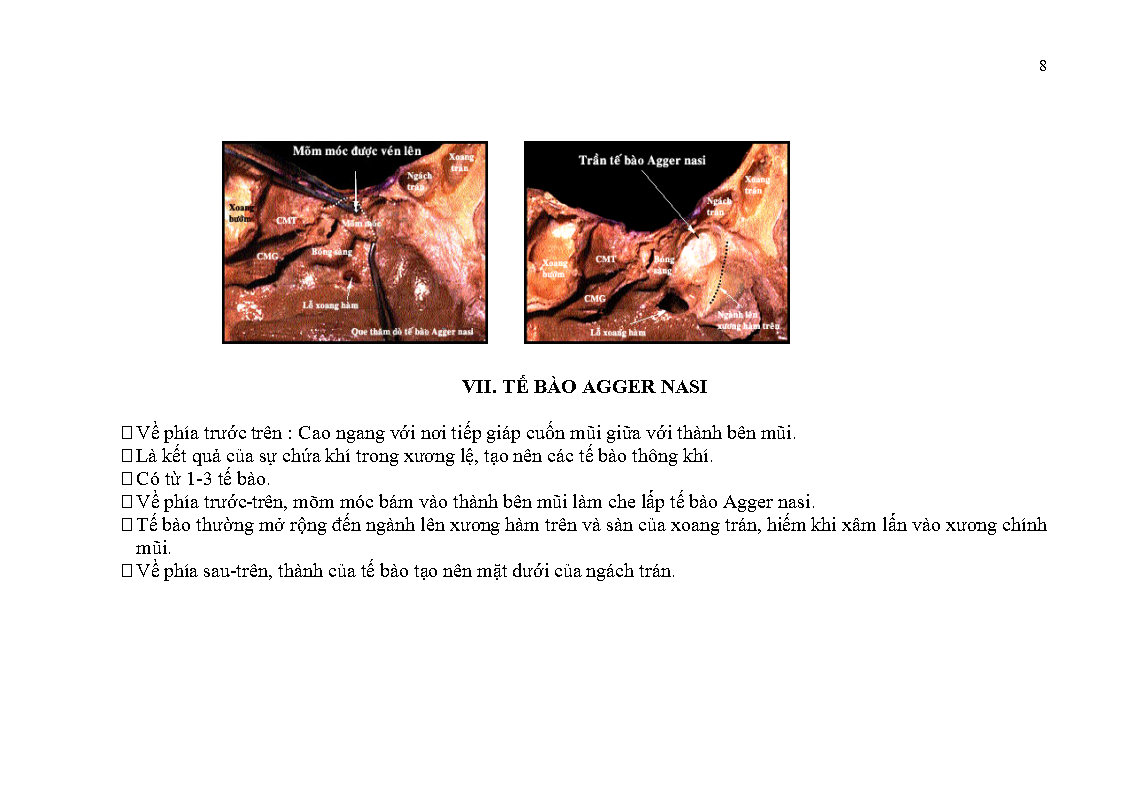 8
Mõm móc được vén lên
Xoang
trán
Ngách
trán
Xoang
bướm
CMT
Mõm móc
Bóng sàng
CMG
Lỗ xoang hàm
Que thăm dò tế bào Agger nasi
Trần tế bào Agger nasi
Xoang
trán
Ngách
trán
CMT
Bóng
sàng
Xoang
bướm
CMG
Ngành lên
xương hàm trên
Lỗ xoang hàm
VII. TẾ BÀO AGGER NASI
Về phía trước trên : Cao ngang với nơi tiếp giáp cuốn mũi giữa với thành bên mũi.
Là kết quả của sự chứa khí trong xương lệ, tạo nên các tế bào thông khí.
Có từ 1-3 tế bào.
Về phía trước-trên, mõm móc bám vào thành bên mũi làm che lấp tế bào Agger nasi.
Tế bào thường mở rộng đến ngành lên xương hàm trên và sàn của xoang trán, hiếm khi xâm lấn vào xương chính
mũi.
Về phía sau-trên, thành của tế bào tạo nên mặt dưới của ngách trán.